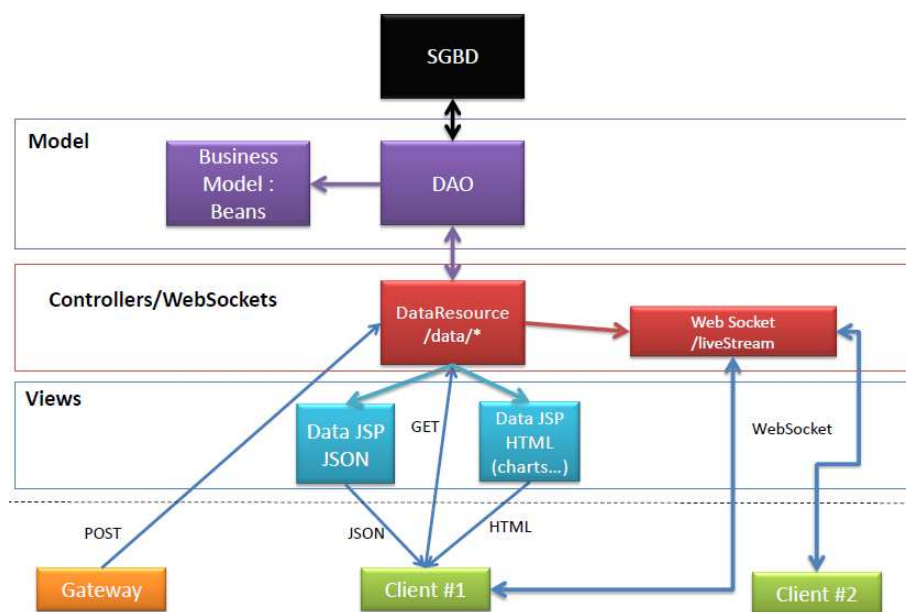 SGBD
Model
Business
Model :
Beans
DAO
Controllers/WebSockets
DataResource
/data/*
Web Socket
/liveStream
Views
Data JSP
JSON
GET
Data JSP
HTML
(charts...)
WebSocket
POST
JSON
HTML
Gateway
Client #1
Client #2